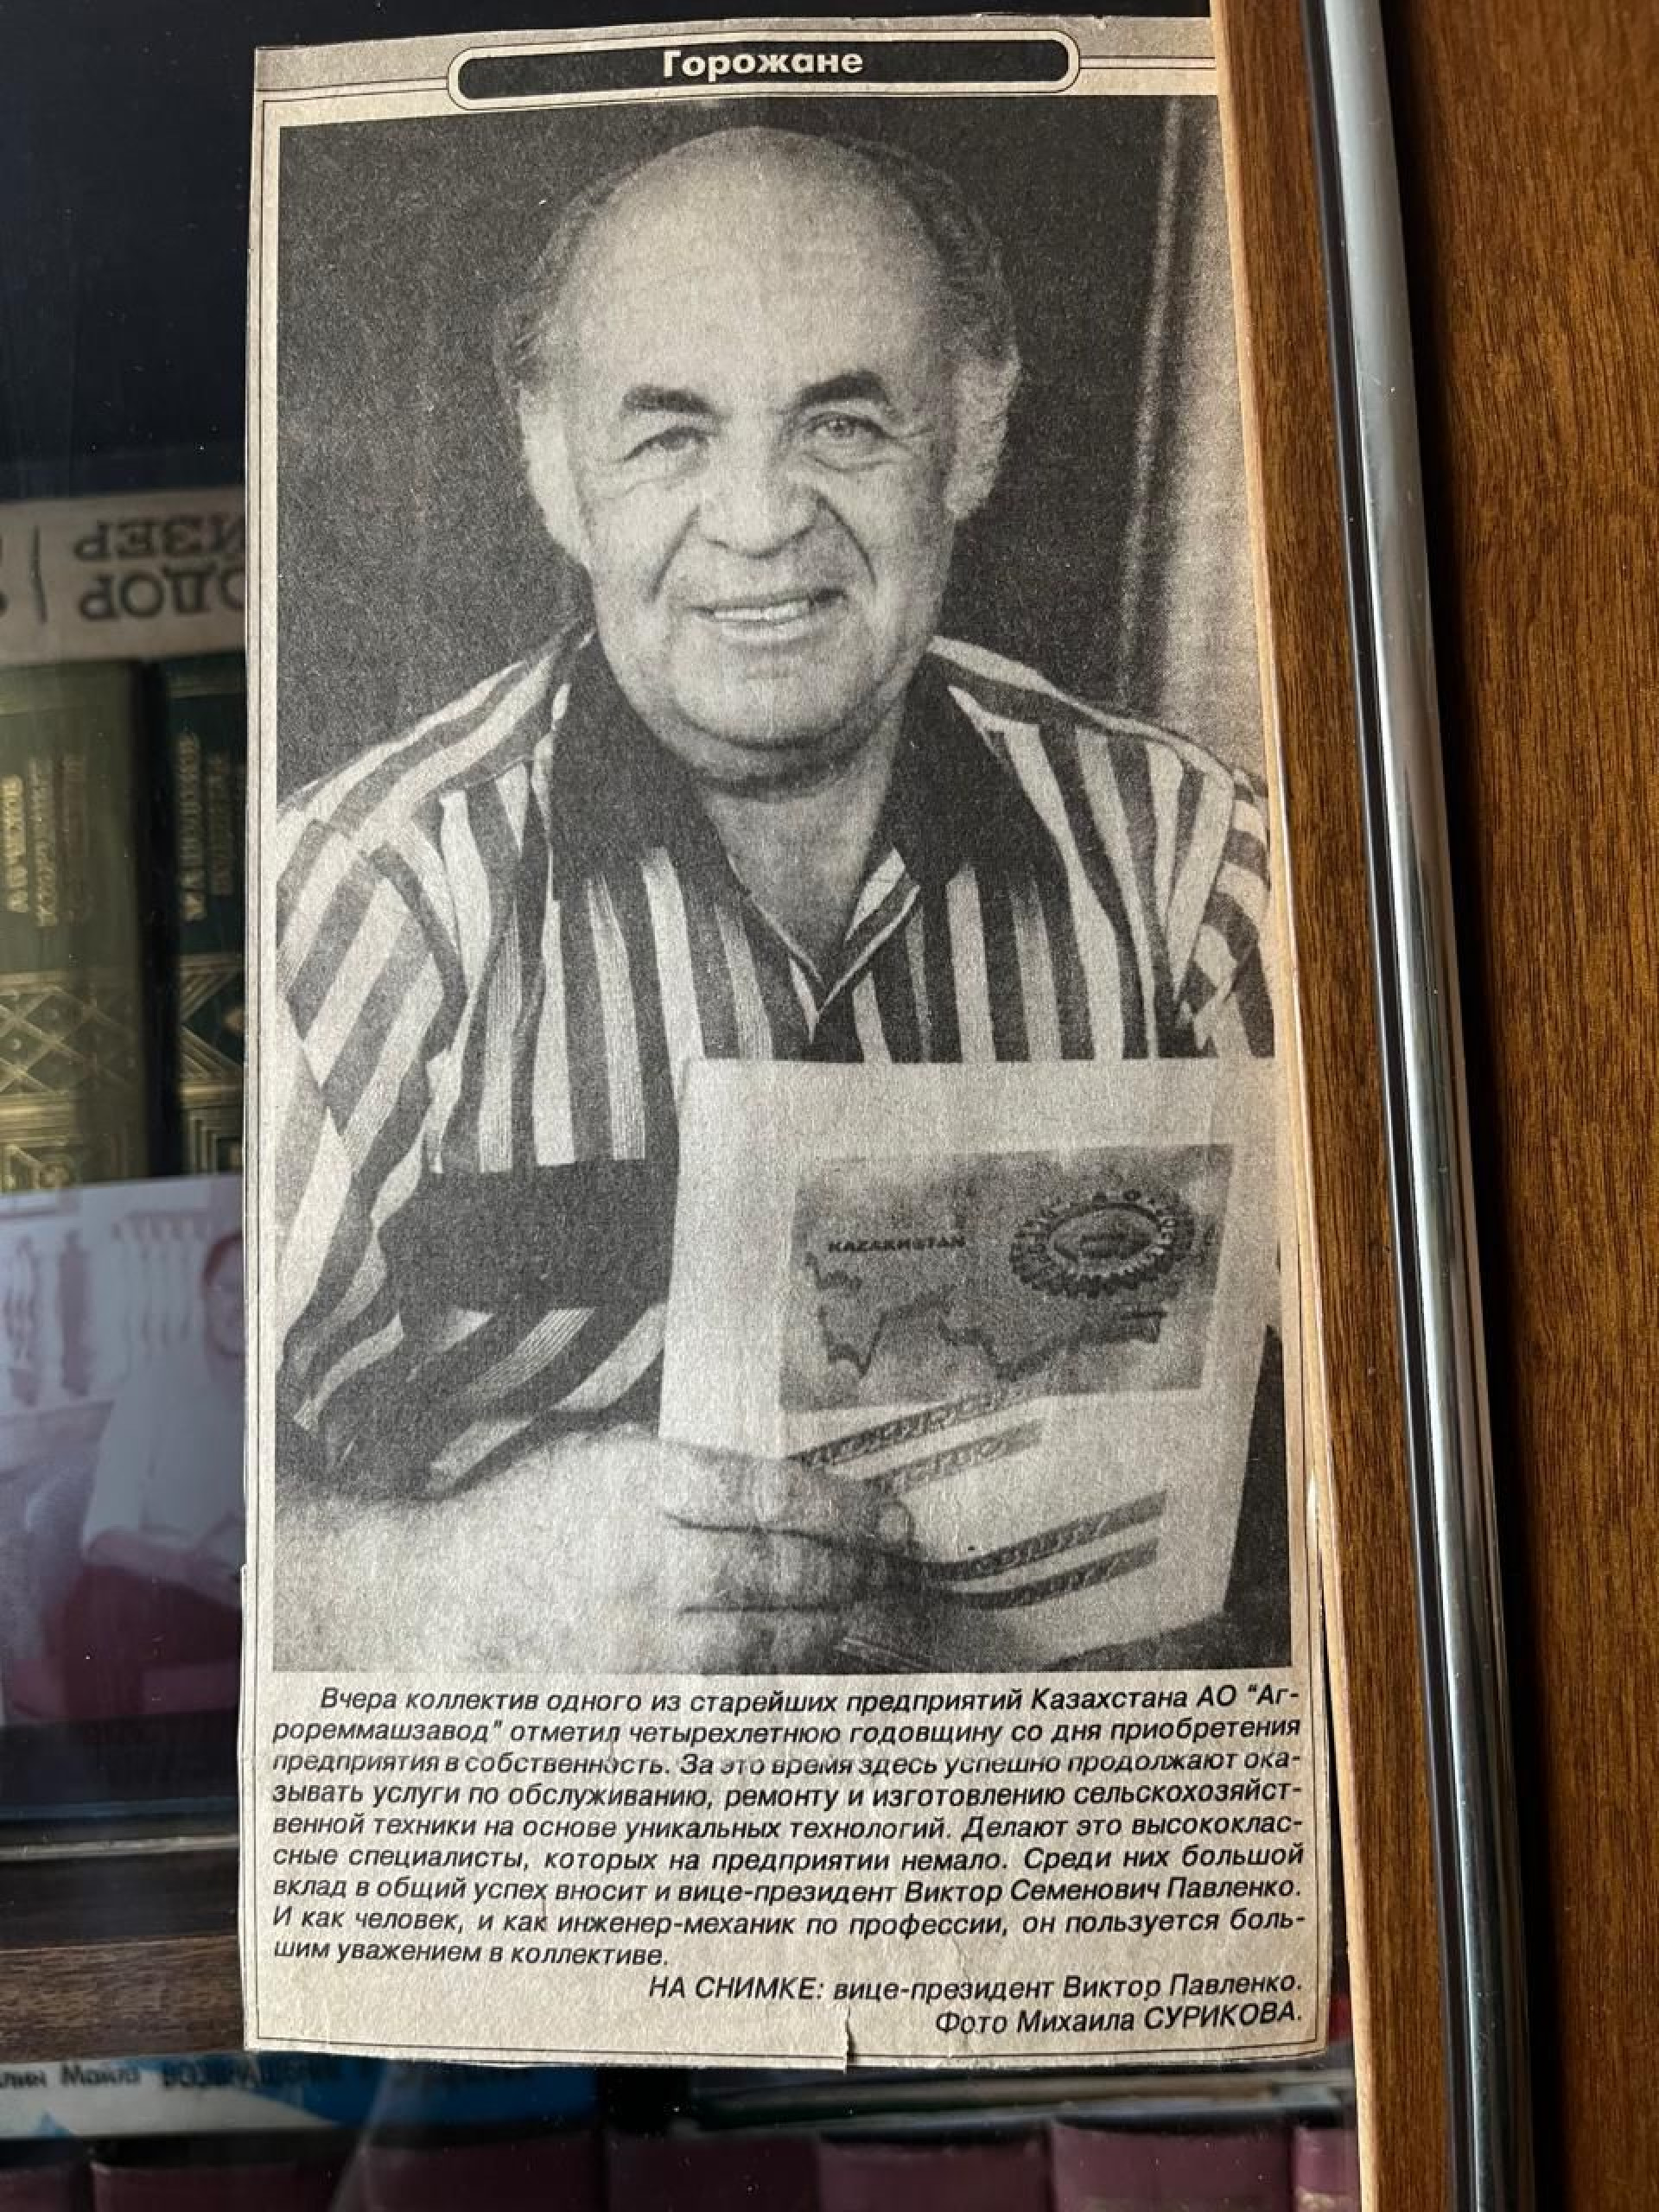 Горожане
ИЗЕР
ОДОР
KAZAKHSTAN
Вчера коллектив одного из старейших предприятий Казахстана АО "Аг-
рореммашзавод" отметил четырехлетнюю годовщину со дня приобретения
предприятия в собственность. За это время здесь успешно продолжают ока-
зывать услуги по обслуживанию, ремонту и изготовлению сельскохозяйст-
венной техники на основе уникальных технологий. Делают это высококлас-
сные специалисты, которых на предприятии немало. Среди них большой
вклад в общий успех вносит и вице-президент Виктор Семенович Павленко.
И как человек, и как инженер-механик по профессии, он пользуется боль-
шим уважением в коллективе.
НА СНИМКЕ: вице-президент Виктор Павленко.
Фото Михаила СУРИКОВА.